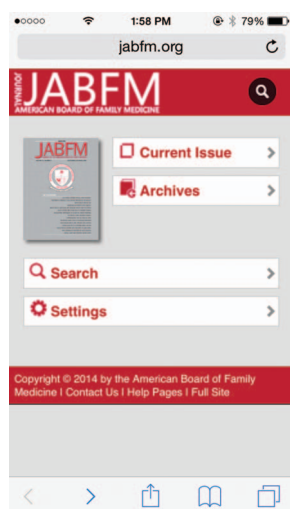 1:58 PM
79%
jabfm.org
JOURNAL
JABFM
AMERICAN BOARD OF FAMILY MEDICINE
JABFM
Current Issue
Archives
Search
Settings
Copyright © 2014 by the American Board of Family
Medicine I Contact Us I Help Pages I Full Site